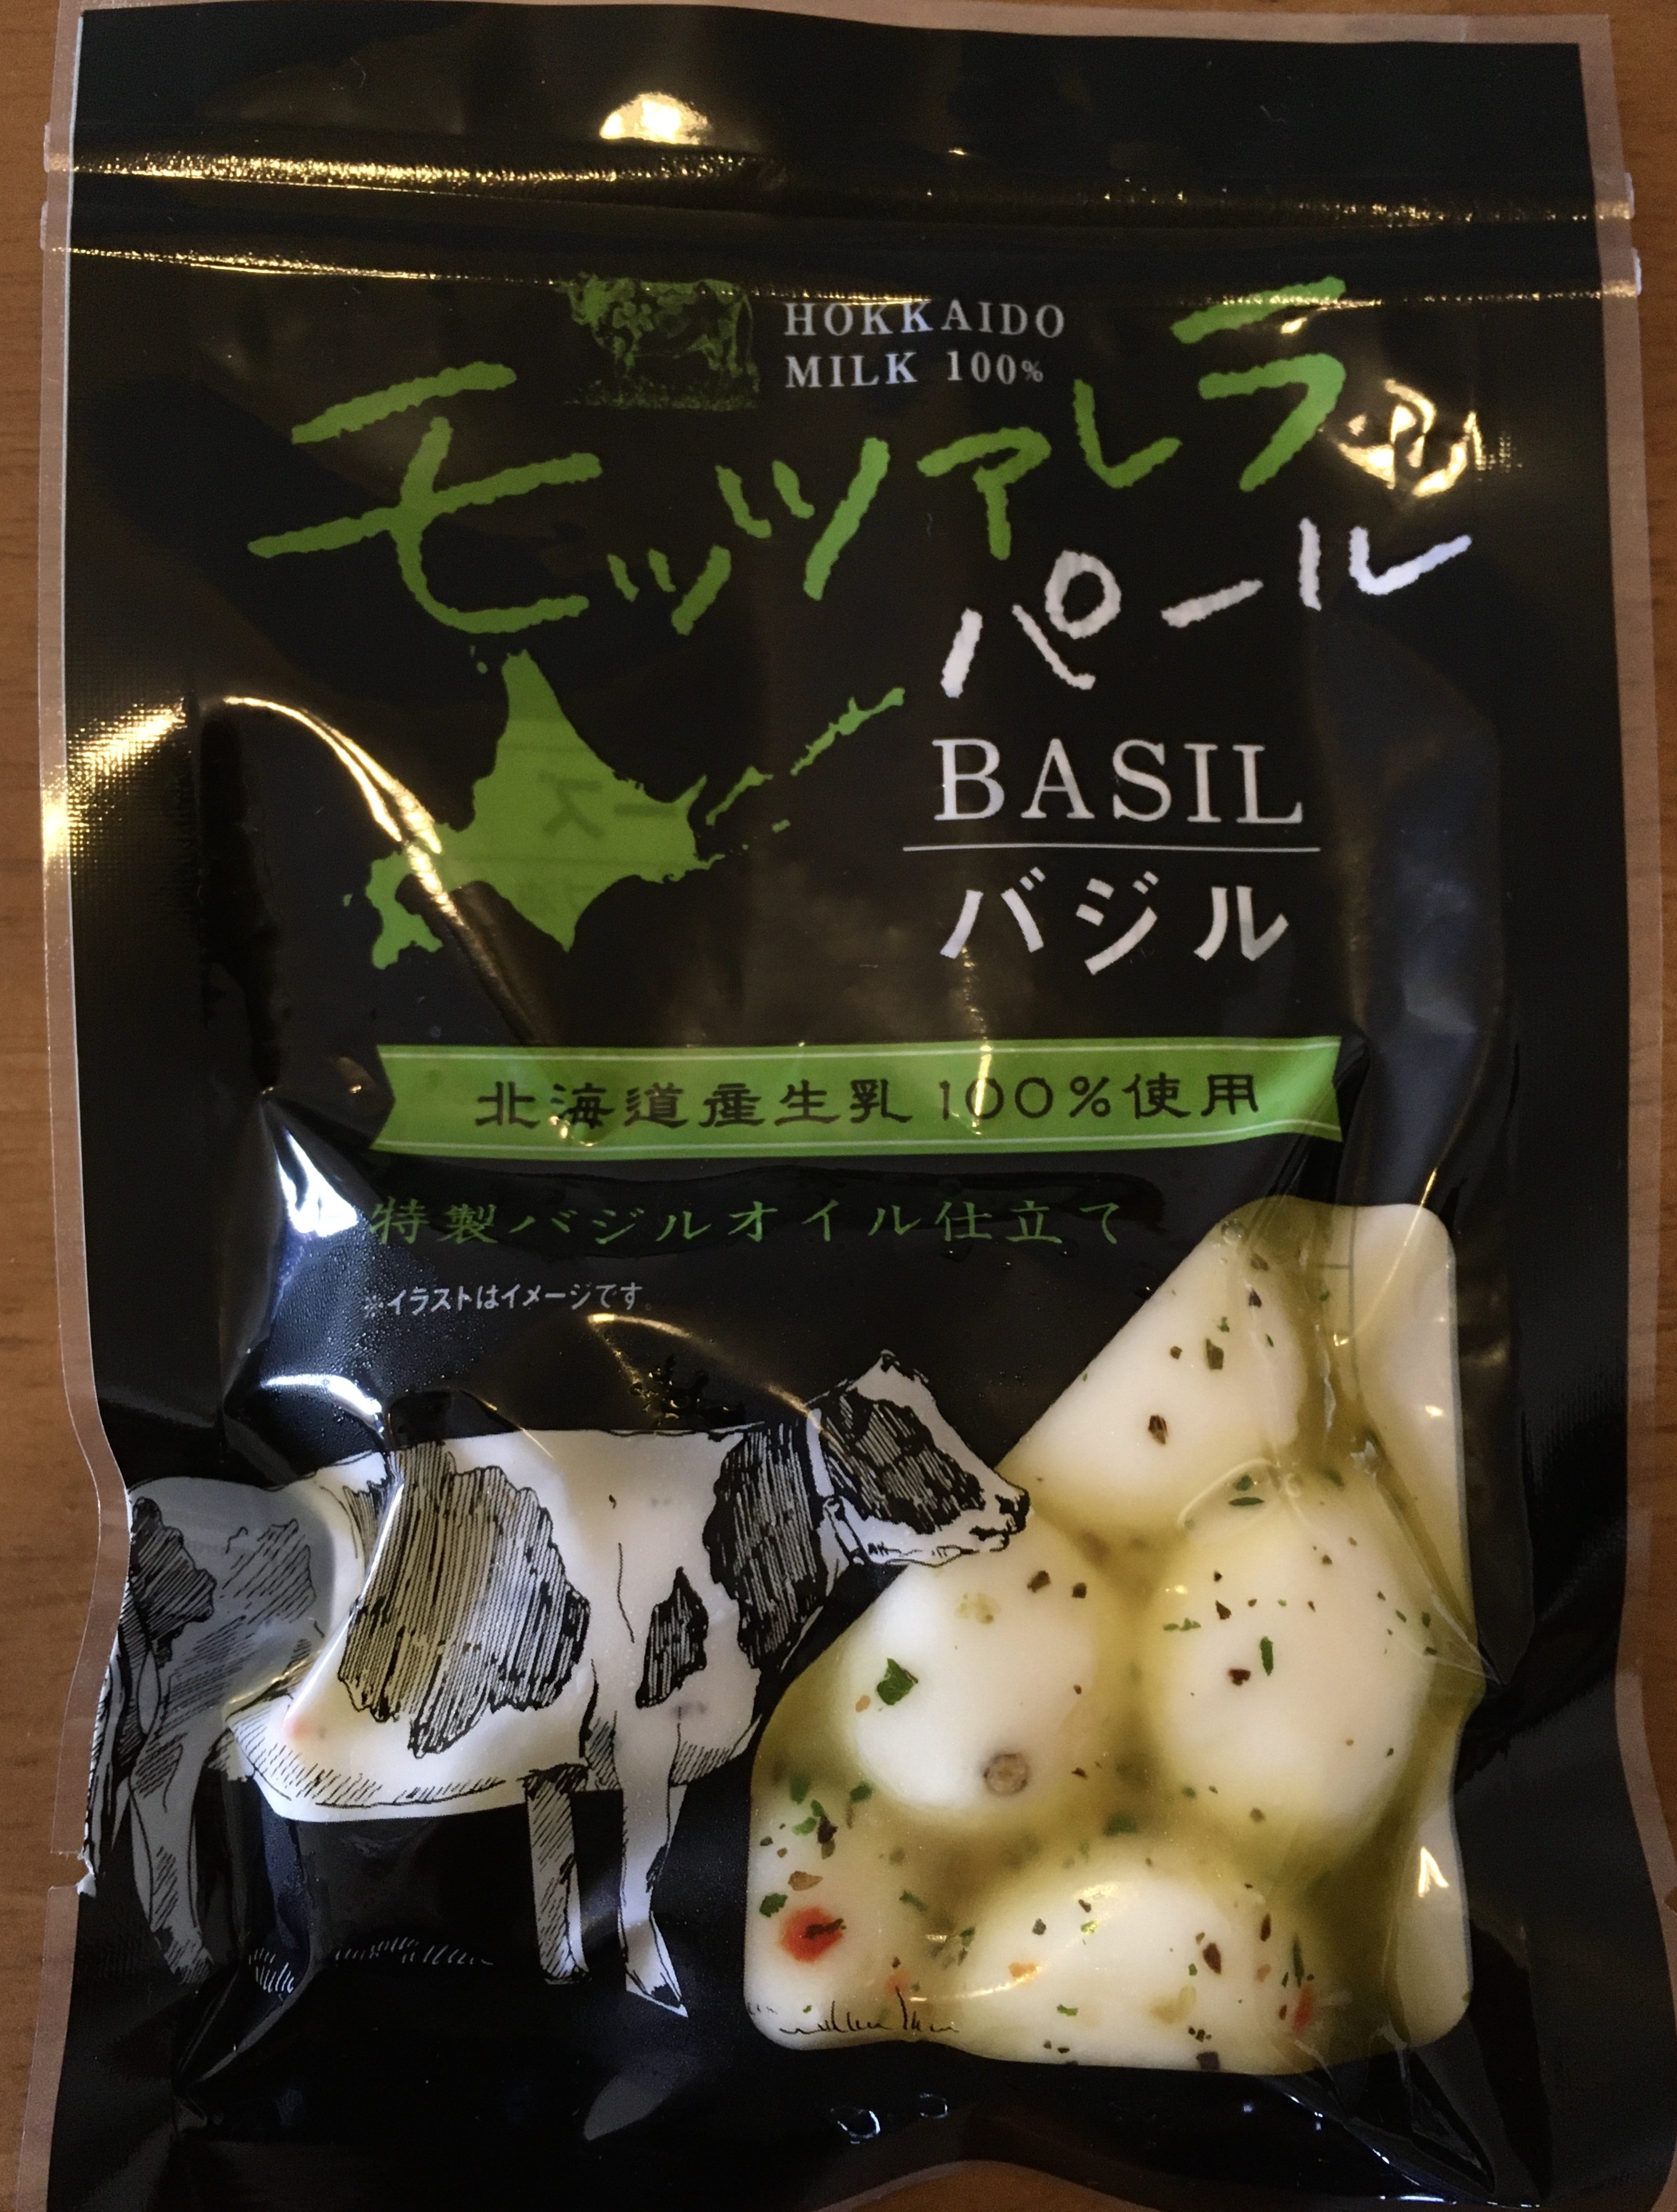 HOKKAIDO
MILK 100%
モッツァレラ
パール
BASIL
バジル
北海道産生乳100%使用
特製バジルオイル仕立て
※イラストはイメージです。